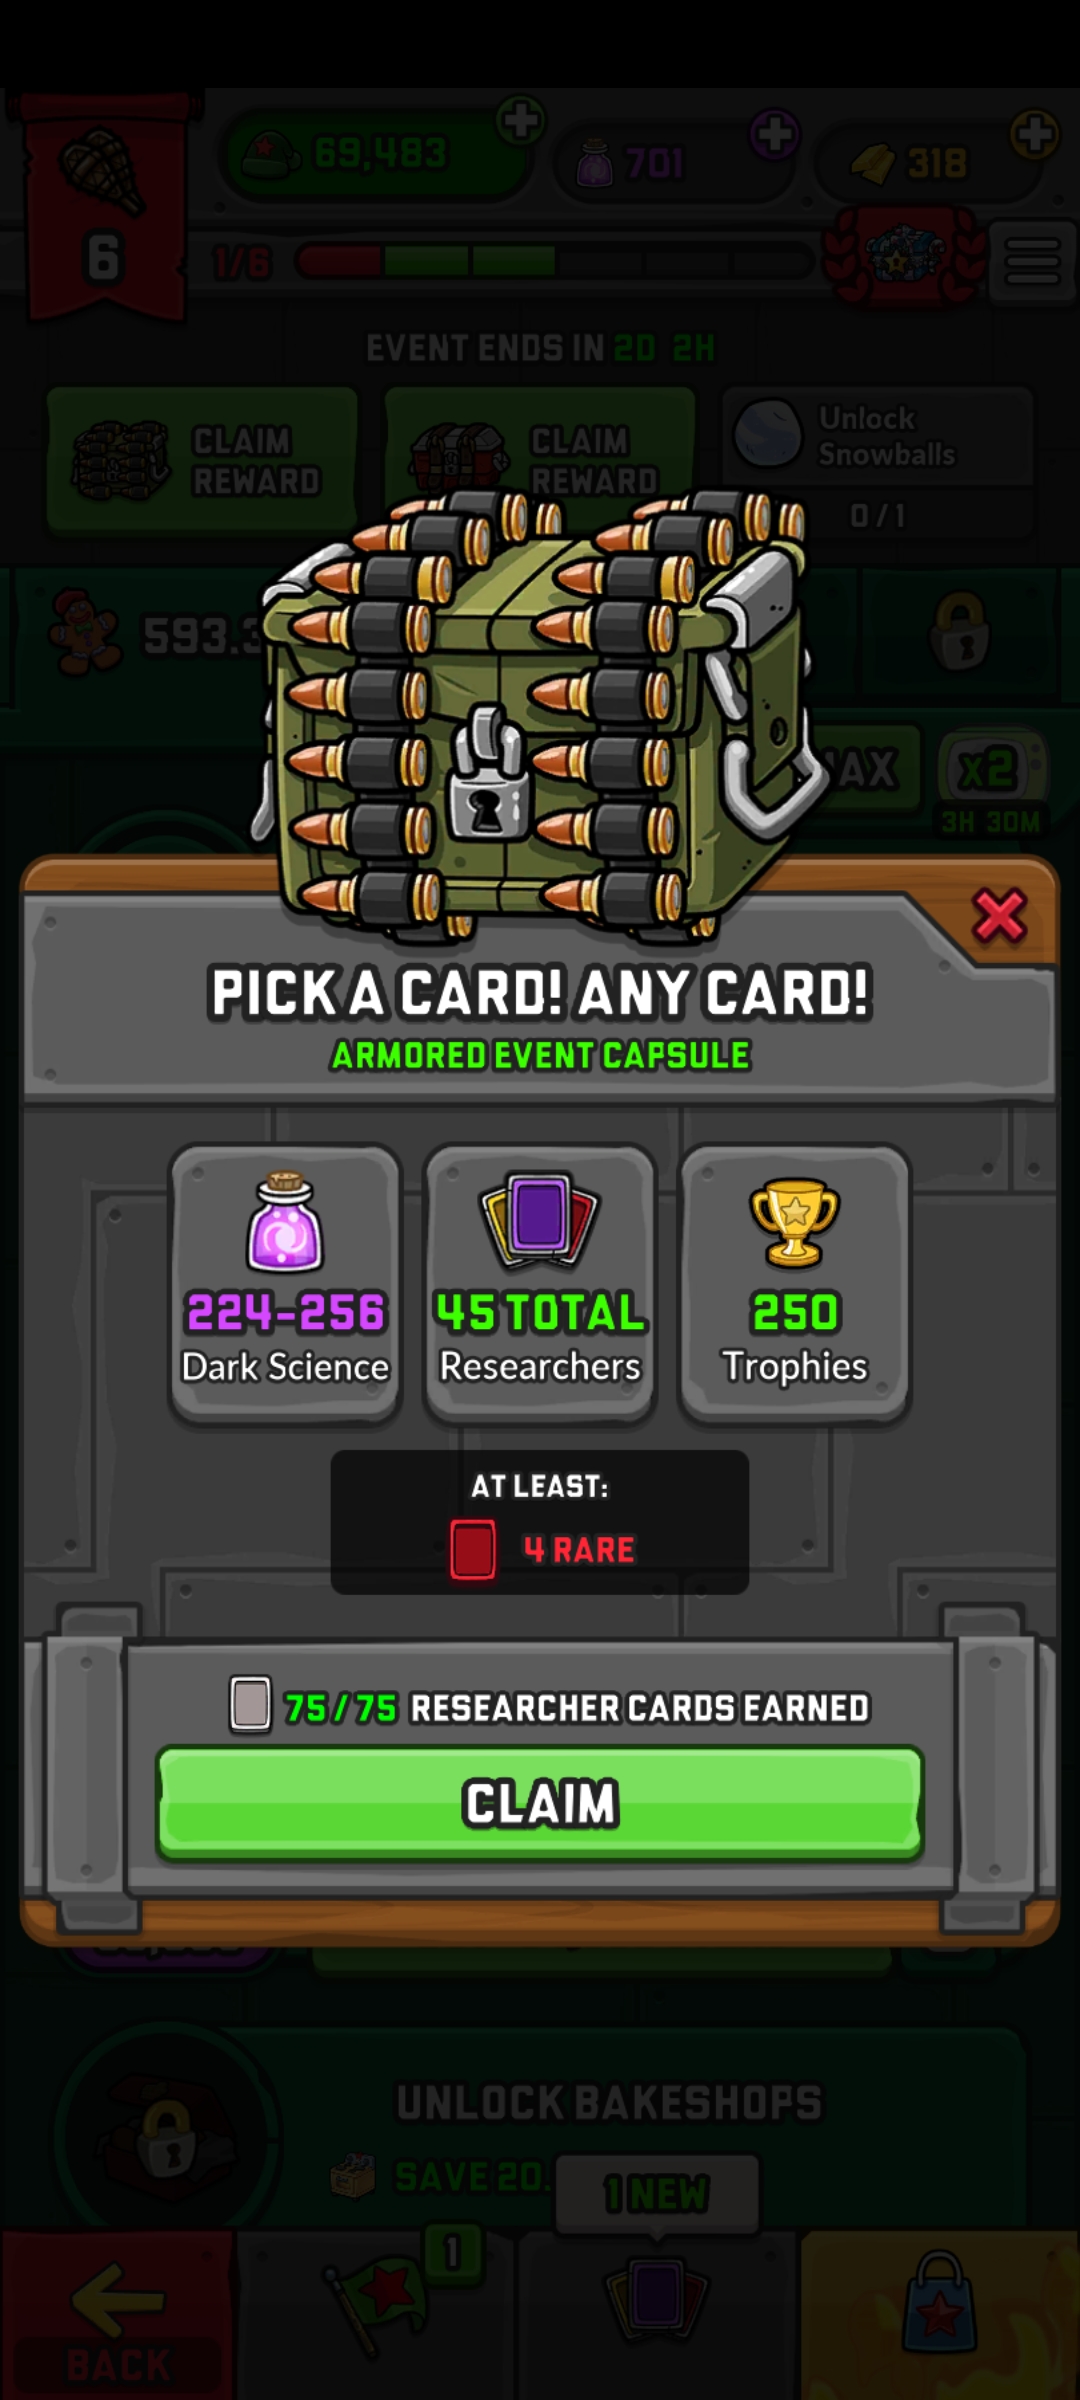 69,483
701
318
6
1/6
EVENT ENDS IN 2D 2H
CLAIM REWARD
CLAIM REWARD
Unlock Snowballs
0/1
593.3
x2
3H 30M
PICK A CARD! ANY CARD!
ARMORED EVENT CAPSULE
224-256
Dark Science
45 TOTAL
Researchers
250
Trophies
AT LEAST:
4 RARE
75/75 RESEARCHER CARDS EARNED
CLAIM
UNLOCK BAKESHOPS
SAVE 20.
1 NEW
1
BACK